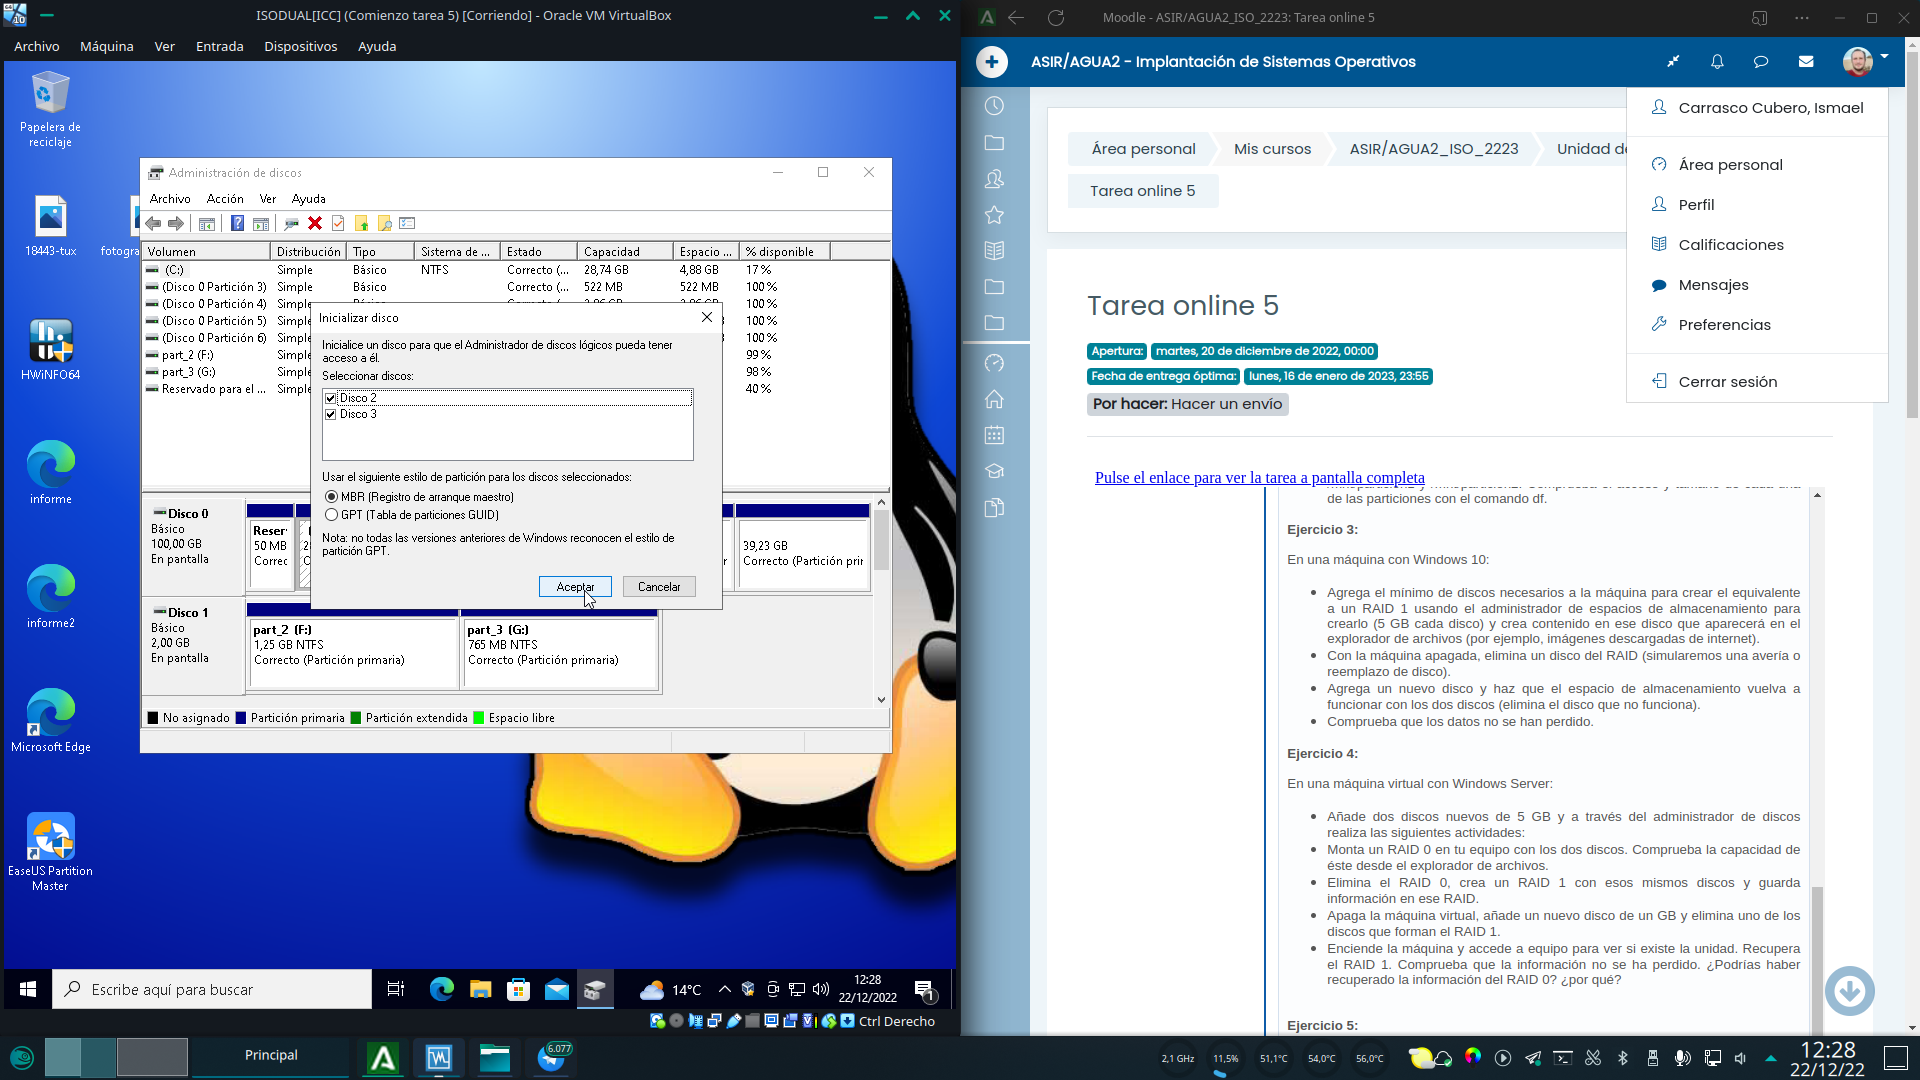 ISODUAL[ICC] (Comienzo tarea 5) [Corriendo] - Oracle VM VirtualBox
Archivo Máquina Ver Entrada Dispositivos Ayuda
Papelera de
reciclaje
18443-tux
fotogra
HWiNFO64
informe
informe2
Microsoft Edge
EaseUS Partition
Master
Administración de discos
Archivo Acción Ver Ayuda
Volumen Distribución Tipo Sistema de ... Estado Capacidad Espacio ... % disponible
(C:) Simple Básico NTFS Correcto (... 28,74 GB 4,88 GB 17 %
(Disco 0 Partición 3) Simple Básico Correcto (... 522 MB 522 MB 100 %
(Disco 0 Partición 4) Simple 100 %
(Disco 0 Partición 5) Simple 100 %
(Disco 0 Partición 6) Simple 100 %
part_2 (F:) Simple 99 %
part_3 (G:) Simple 98 %
Reservado para el ... Simple 40 %
Inicializar disco
Inicialice un disco para que el Administrador de discos lógicos pueda tener
acceso a él.
Seleccionar discos:
Disco 2
Disco 3
Usar el siguiente estilo de partición para los discos seleccionados:
MBR (Registro de arranque maestro)
GPT (Tabla de particiones GUID)
Nota: no todas las versiones anteriores de Windows reconocen el estilo de
partición GPT.
Aceptar Cancelar
Disco 0
Básico
100,00 GB
En pantalla
Reser
50 MB
Correc
39,23 GB
Correcto (Partición prir
Disco 1
Básico
2,00 GB
En pantalla
part_2 (F:)
1,25 GB NTFS
Correcto (Partición primaria)
part_3 (G:)
765 MB NTFS
Correcto (Partición primaria)
No asignado Partición primaria Partición extendida Espacio libre
Escribe aquí para buscar
14°C
12:28
22/12/2022
1
Ctrl Derecho
Moodle - ASIR/AGUA2_ISO_2223: Tarea online 5
ASIR/AGUA2 - Implantación de Sistemas Operativos
Área personal Mis cursos ASIR/AGUA2_ISO_2223 Unidad de
Tarea online 5
Carrasco Cubero, Ismael
Área personal
Perfil
Calificaciones
Mensajes
Preferencias
Cerrar sesión
Tarea online 5
Apertura: martes, 20 de diciembre de 2022, 00:00
Fecha de entrega óptima: lunes, 16 de enero de 2023, 23:55
Por hacer: Hacer un envío
Pulse el enlace para ver la tarea a pantalla completa
de las particiones con el comando df.
Ejercicio 3:
En una máquina con Windows 10:
Agrega el mínimo de discos necesarios a la máquina para crear el equivalente
a un RAID 1 usando el administrador de espacios de almacenamiento para
crearlo (5 GB cada disco) y crea contenido en ese disco que aparecerá en el
explorador de archivos (por ejemplo, imágenes descargadas de internet).
Con la máquina apagada, elimina un disco del RAID (simularemos una avería o
reemplazo de disco).
Agrega un nuevo disco y haz que el espacio de almacenamiento vuelva a
funcionar con los dos discos (elimina el disco que no funciona).
Comprueba que los datos no se han perdido.
Ejercicio 4:
En una máquina virtual con Windows Server:
Añade dos discos nuevos de 5 GB y a través del administrador de discos
realiza las siguientes actividades:
Monta un RAID 0 en tu equipo con los dos discos. Comprueba la capacidad de
éste desde el explorador de archivos.
Elimina el RAID 0, crea un RAID 1 con esos mismos discos y guarda
información en ese RAID.
Apaga la máquina virtual, añade un nuevo disco de un GB y elimina uno de los
discos que forman el RAID 1.
Enciende la máquina y accede a equipo para ver si existe la unidad. Recupera
el RAID 1. Comprueba que la información no se ha perdido. ¿Podrías haber
recuperado la información del RAID 0? ¿por qué?
Ejercicio 5:
Principal
6.077
2,1 GHz 11,5% 51,1°C 54,0°C 56,0°C
12:28
22/12/22